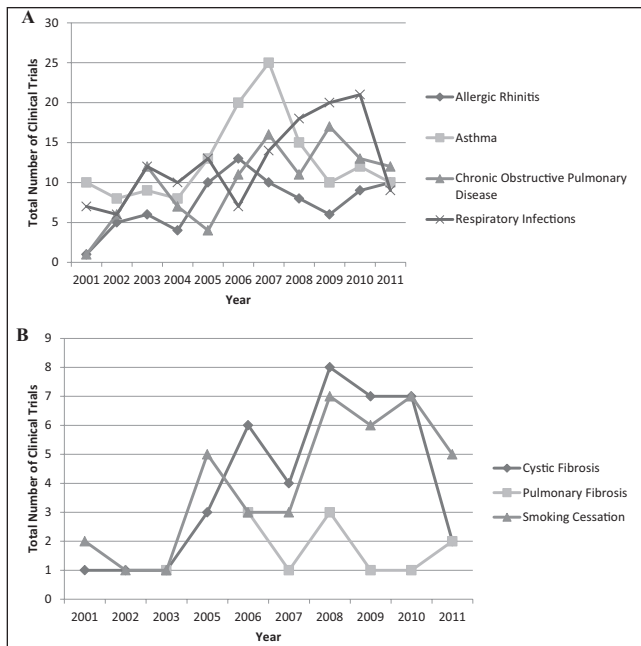 A
Total Number of Clinical Trials
30
25
20
15
10
5
0
2001 2002 2003 2004 2005 2006 2007 2008 2009 2010 2011
Year
Allergic Rhinitis
Asthma
Chronic Obstructive Pulmonary
Disease
Respiratory Infections
B
Total Number of Clinical Trials
9
8
7
6
5
4
3
2
1
0
2001 2002 2003 2005 2006 2007 2008 2009 2010 2011
Year
Cystic Fibrosis
Pulmonary Fibrosis
Smoking Cessation